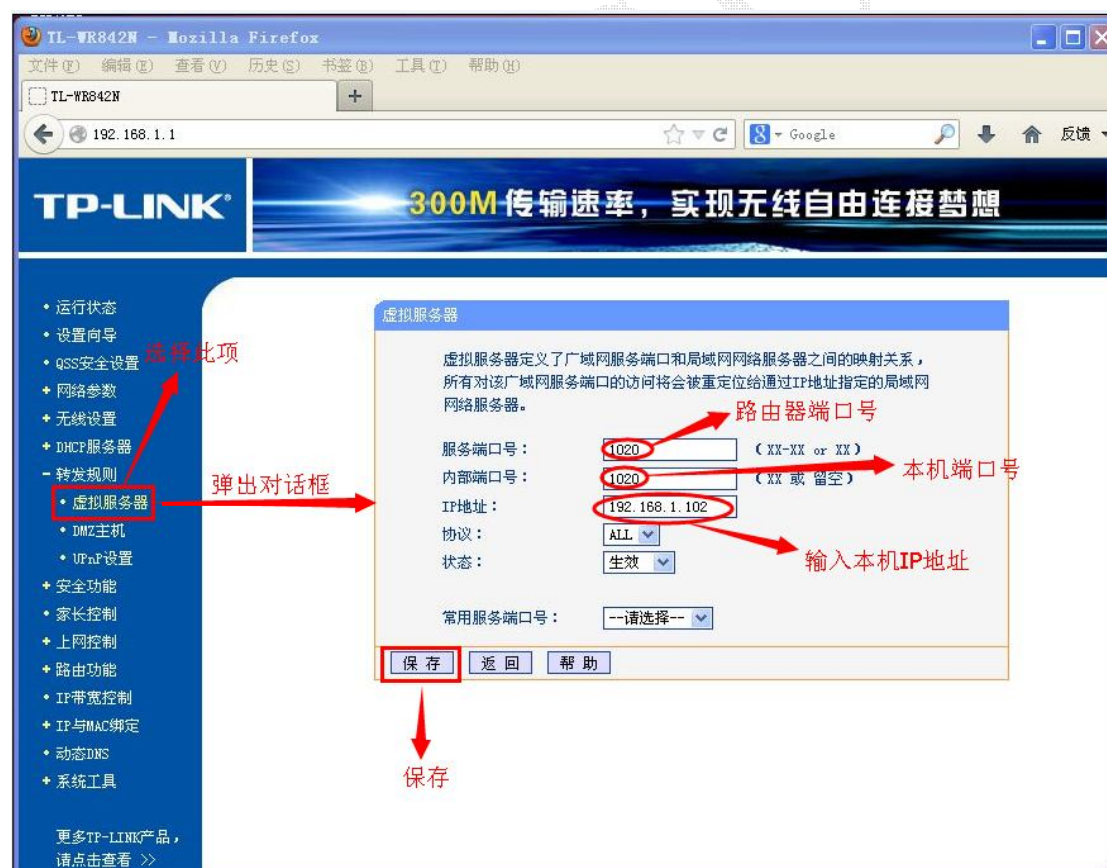 TL-WR842N - Mozilla Firefox
文件(F) 编辑(E) 查看(V) 历史(S) 书签(B) 工具(T) 帮助(H)
TL-WR842N
192.168.1.1
Google
反馈
TP-LINK®
300M 传输速率，实现无线自由连接梦想
• 运行状态
• 设置向导
• QSS安全设置
+ 网络参数
+ 无线设置
+ DHCP服务器
- 转发规则
• 虚拟服务器
• DMZ主机
• UPnP设置
+ 安全功能
• 家长控制
+ 上网控制
+ 路由功能
• IP带宽控制
+ IP与MAC绑定
• 动态DNS
+ 系统工具
更多TP-LINK产品，
请点击查看 >>
选择此项
弹出对话框
虚拟服务器
虚拟服务器定义了广域网服务端口和局域网网络服务器之间的映射关系，
所有对该广域网服务端口的访问将会被重定位给通过IP地址指定的局域网
网络服务器。
路由器端口号
服务端口号： 1020 (XX-XX or XX)
内部端口号： 1020 (XX 或 留空)
本机端口号
IP地址： 192.168.1.102
协议： ALL
状态： 生效
输入本机IP地址
常用服务端口号： --请选择--
保 存 返 回 帮 助
保存